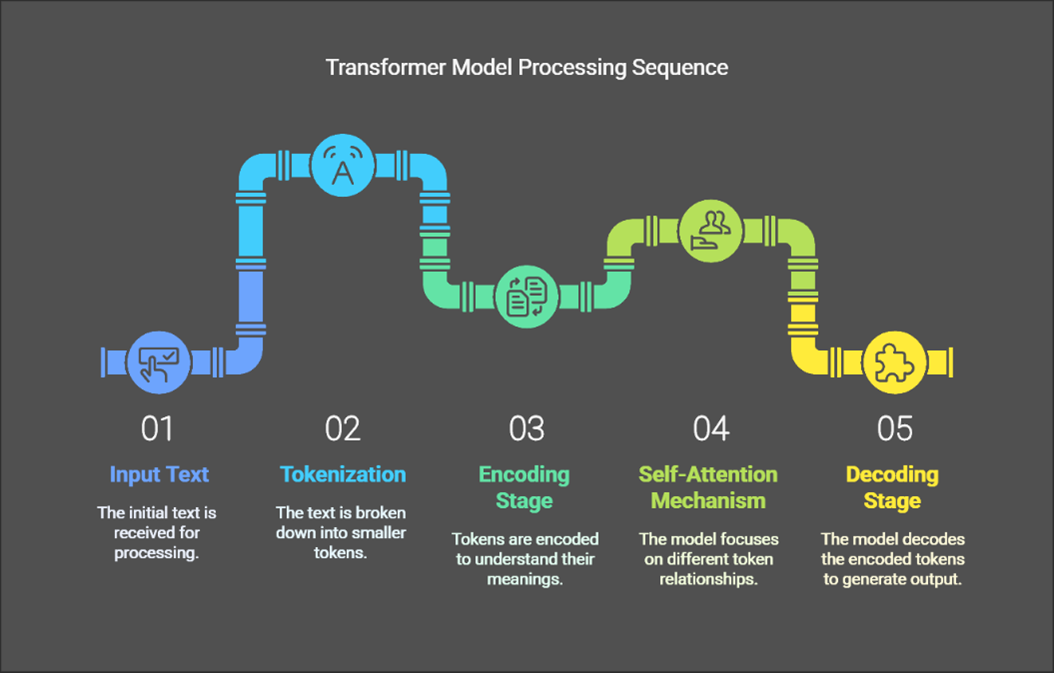 Transformer Model Processing Sequence
A
01
02
03
04
05
Input Text
Tokenization
Encoding
Stage
Self-Attention
Mechanism
Decoding
Stage
The initial text is
received for
processing.
The text is broken
down into smaller
tokens.
Tokens are encoded
to understand their
meanings.
The model focuses
on different token
relationships.
The model decodes
the encoded tokens
to generate output.